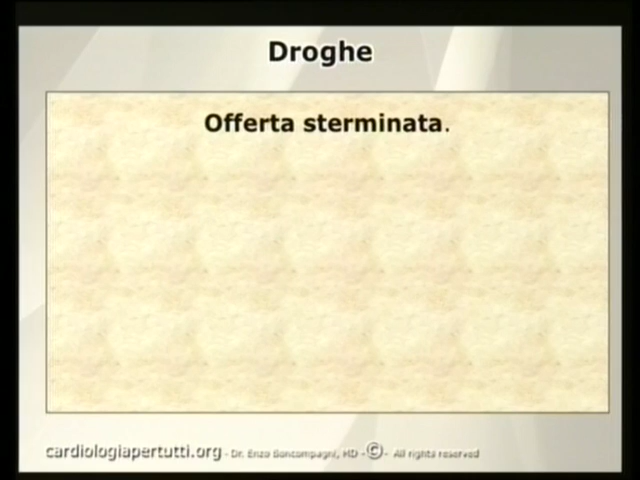 Droghe
Offerta sterminata.
cardiologiapertutti.org - Dr. Enzo Boncompagni, MD - © - All rights reserved